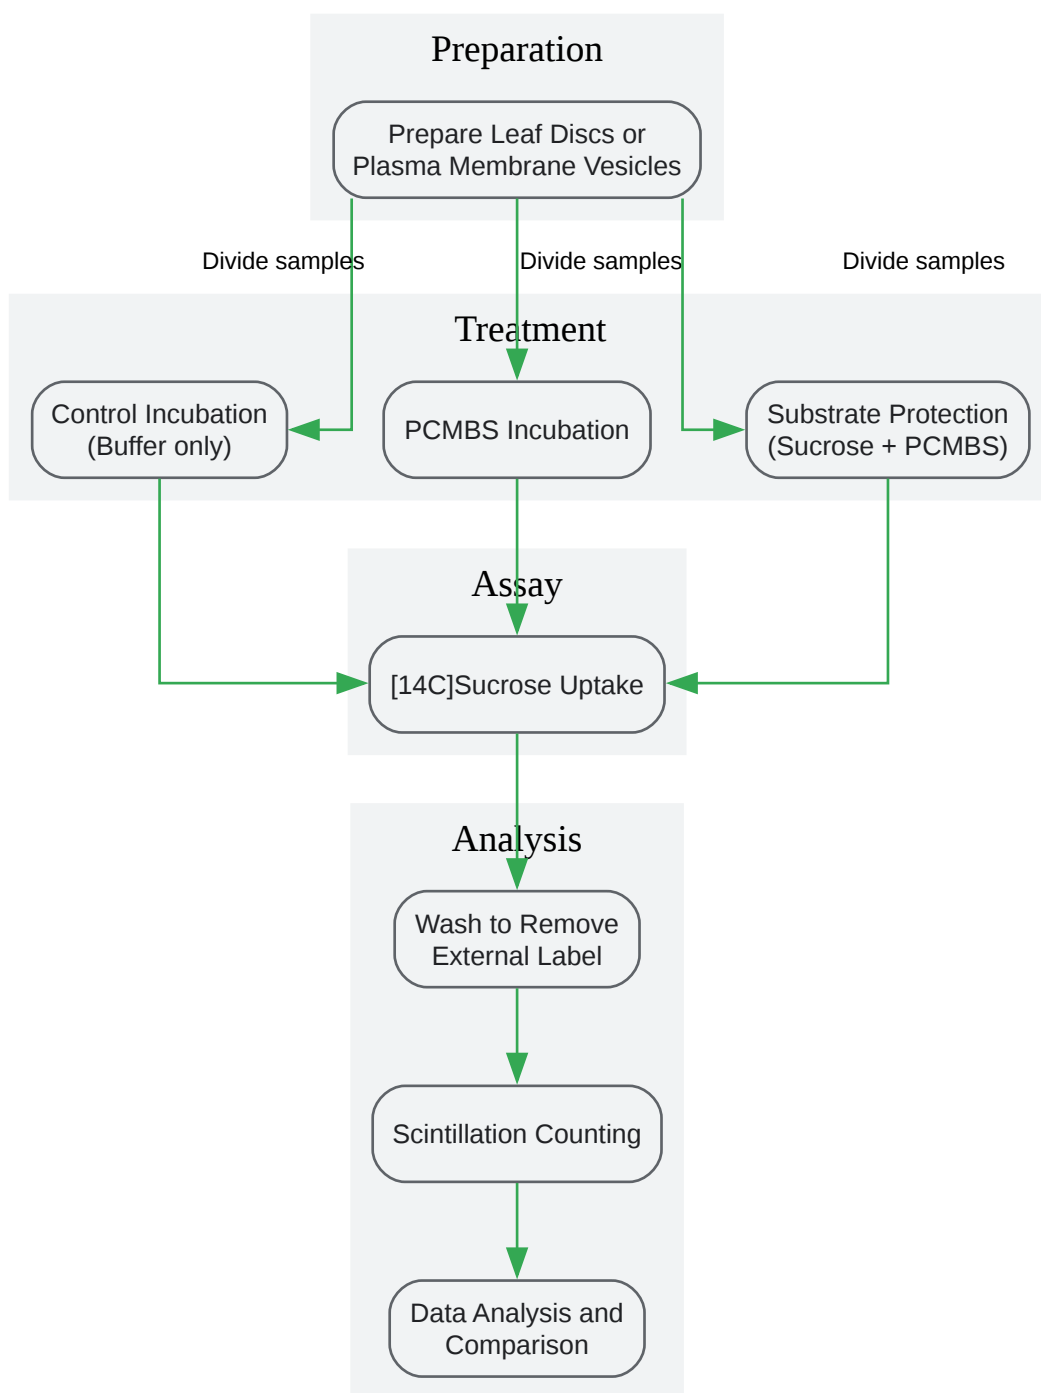 Preparation
Prepare Leaf Discs or
Plasma Membrane Vesicles
Divide samples
Divide samples
Divide samples
Treatment
Control Incubation
(Buffer only)
PCMBS Incubation
Substrate Protection
(Sucrose + PCMBS)
Assay
[14C]Sucrose Uptake
Analysis
Wash to Remove
External Label
Scintillation Counting
Data Analysis and
Comparison